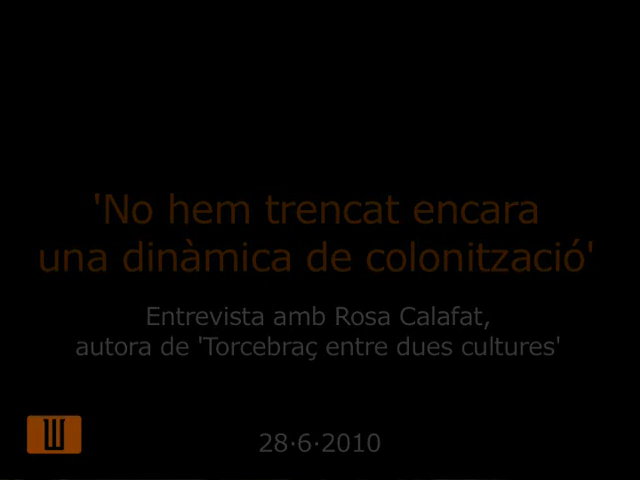 'No hem trencat encara
una dinàmica de colonització'
Entrevista amb Rosa Calafat,
autora de 'Torcebraç entre dues cultures'
28·6·2010